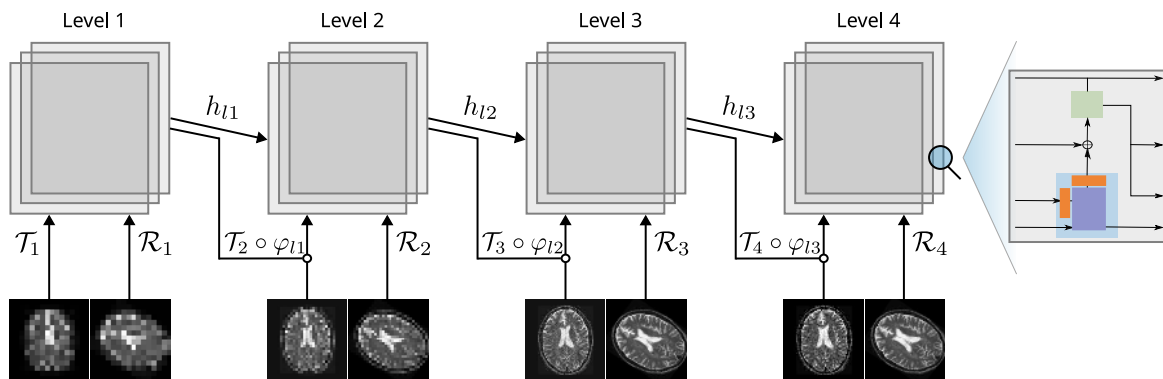 Level 1
Level 2
Level 3
Level 4
h_{l1}
h_{l2}
h_{l3}
𝒯_1
ℛ_1
𝒯_2 ∘ φ_{l1}
ℛ_2
𝒯_3 ∘ φ_{l2}
ℛ_3
𝒯_4 ∘ φ_{l3}
ℛ_4